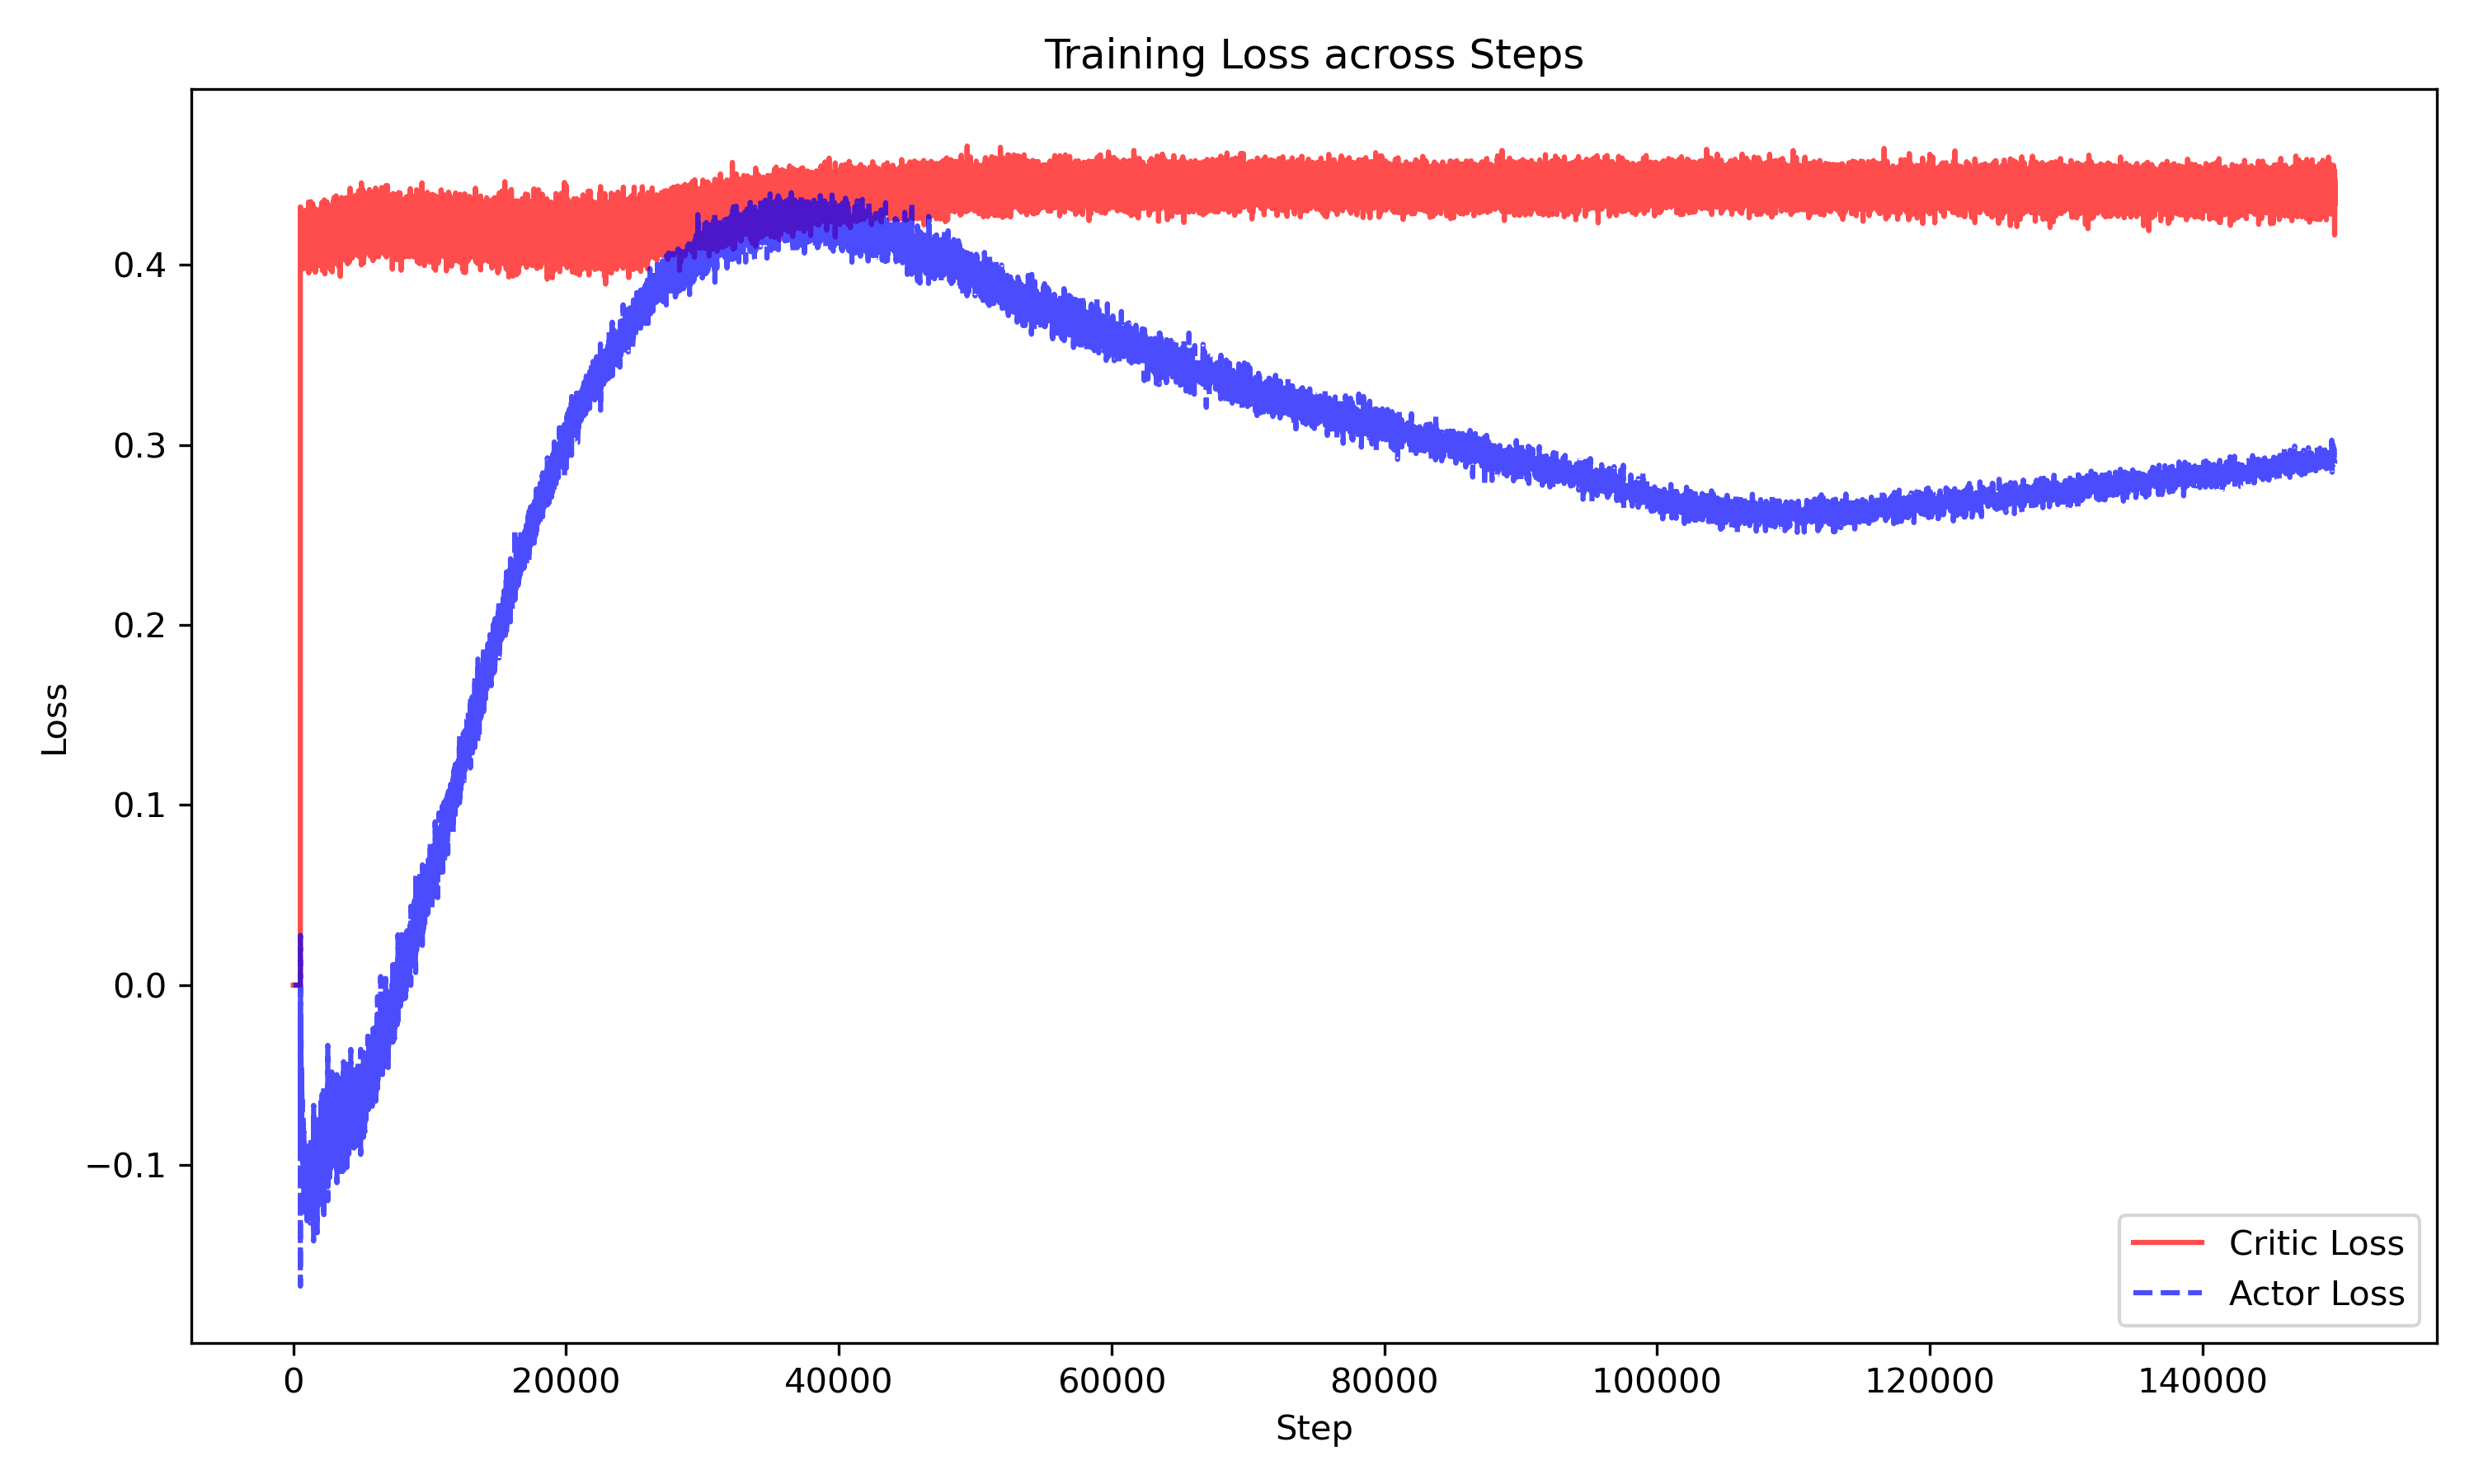 Training Loss across Steps
Loss
0.4
0.3
0.2
0.1
0.0
−0.1
0
20000
40000
60000
80000
100000
120000
140000
Step
Critic Loss
Actor Loss